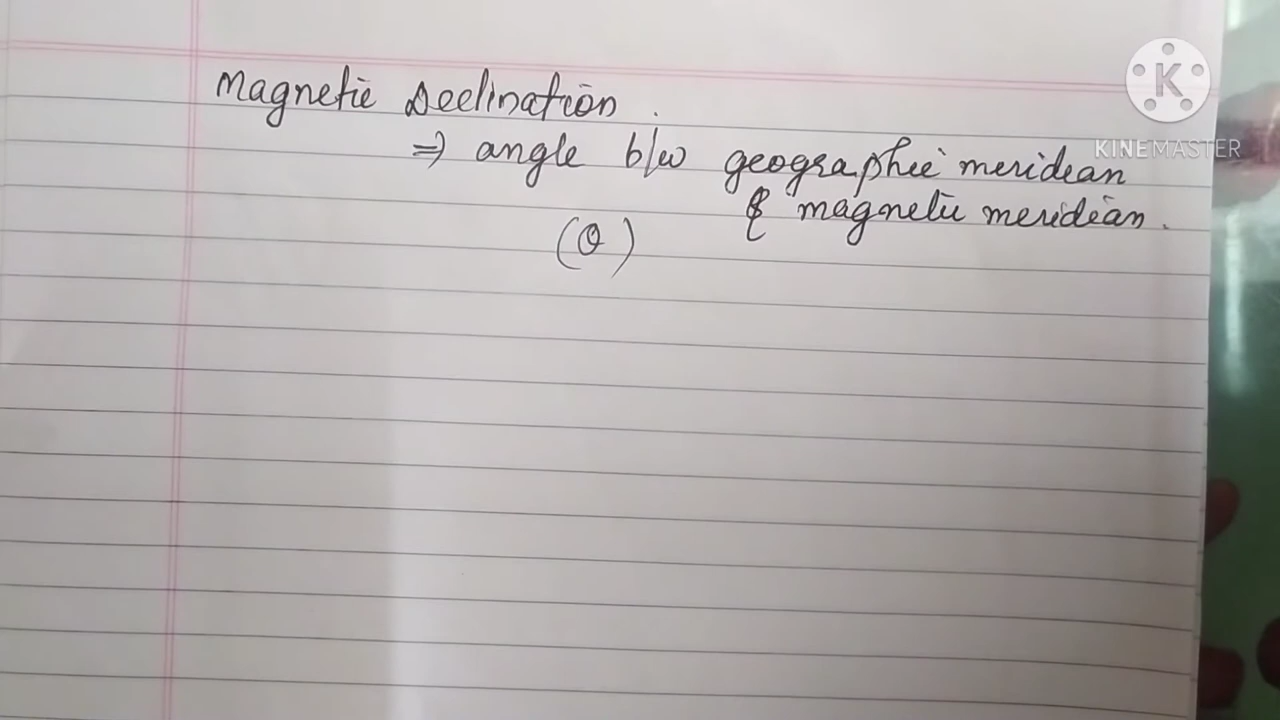 Magnetic Declination.
⇒ angle b/w geographic meridean
& magnetic meridean.
(θ)
K
KINEMASTER